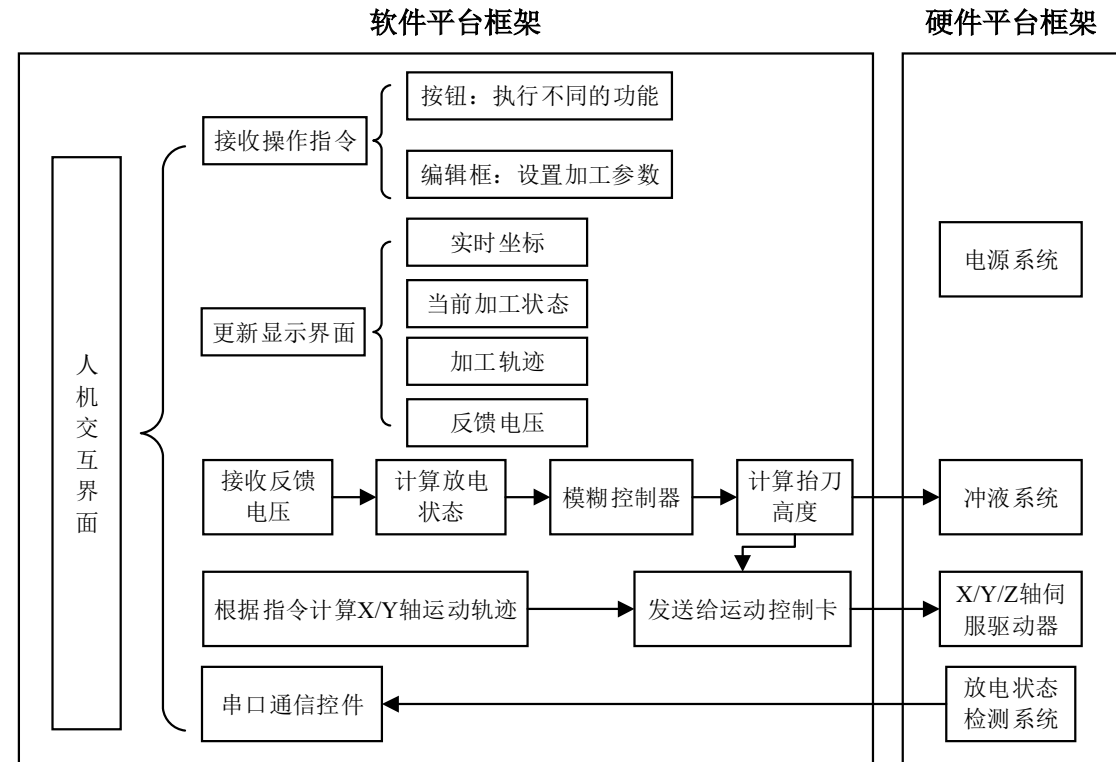 软件平台框架
硬件平台框架
人
机
交
互
界
面
接收操作指令
按钮：执行不同的功能
编辑框：设置加工参数
更新显示界面
实时坐标
当前加工状态
加工轨迹
反馈电压
接收反馈
电压
计算放电
状态
模糊控制器
计算抬刀
高度
根据指令计算X/Y轴运动轨迹
发送给运动控制卡
串口通信控件
电源系统
冲液系统
X/Y/Z轴伺
服驱动器
放电状态
检测系统